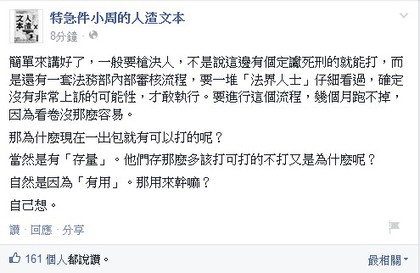 特急件小周的人渣文本
8分鐘 ·
簡單來講好了，一般要槍決人，不是說這邊有個定讞死刑的就能打，而
是還有一套法務部內部審核流程，要一堆「法界人士」仔細看過，確定
沒有非常上訴的可能性，才敢執行。要進行這個流程，幾個月跑不掉，
因為看卷沒那麼容易。
那為什麼現在一出包就有可以打的呢？
當然是有「存量」。他們存那麼多該打可打的不打又是為什麼呢？
自然是因為「有用」。那用來幹嘛？
自己想。
讚 · 回應 · 分享
161 個人都說讚。
最相關